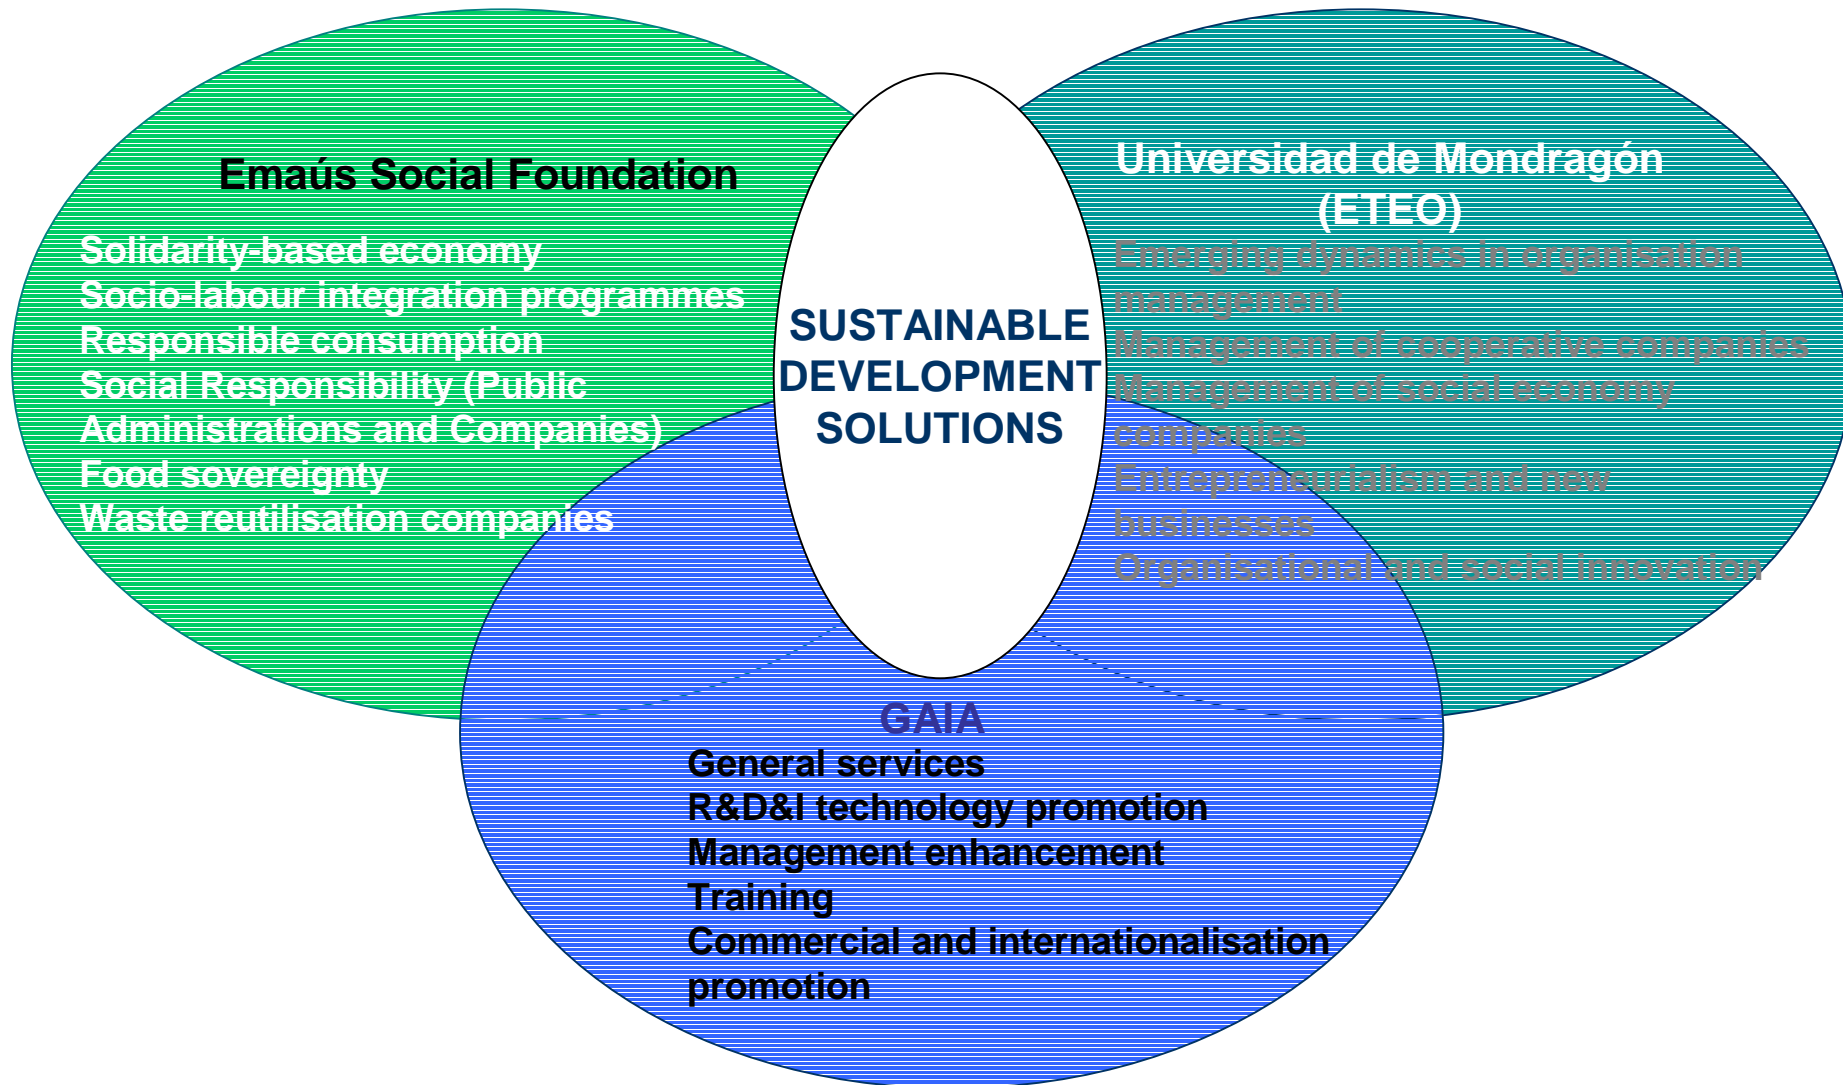 Emaús Social Foundation
Solidarity-based economy
Socio-labour integration programmes
Responsible consumption
Social Responsibility (Public
Administrations and Companies)
Food sovereignty
Waste reutilisation companies
SUSTAINABLE
DEVELOPMENT
SOLUTIONS
Universidad de Mondragón
(ETEO)
Emerging dynamics in organisation
management
Management of cooperative companies
Management of social economy
companies
Entrepreneurialism and new
businesses
Organisational and social innovation
GAIA
General services
R&D&I technology promotion
Management enhancement
Training
Commercial and internationalisation
promotion